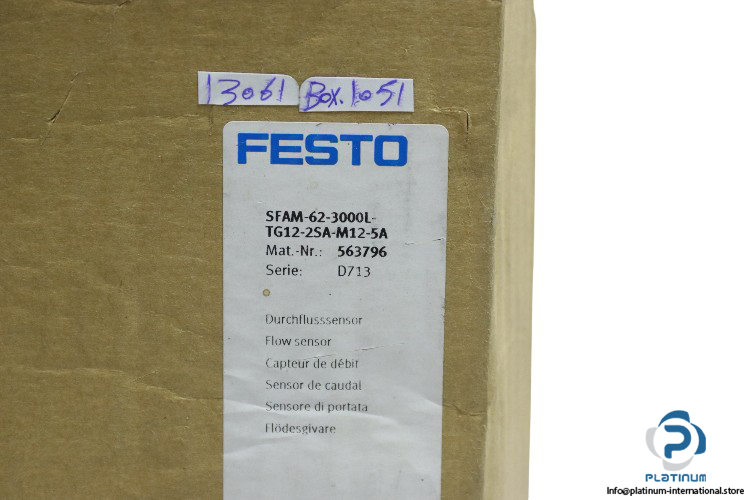 13061 Box.1051
FESTO
SFAM-62-3000L-
TG12-2SA-M12-5A
Mat.-Nr.: 563796
Serie: D713
Durchflusssensor
Flow sensor
Capteur de débit
Sensor de caudal
Sensore di portata
Flödesgivare
PLATINUM
Info@platinum-international.store